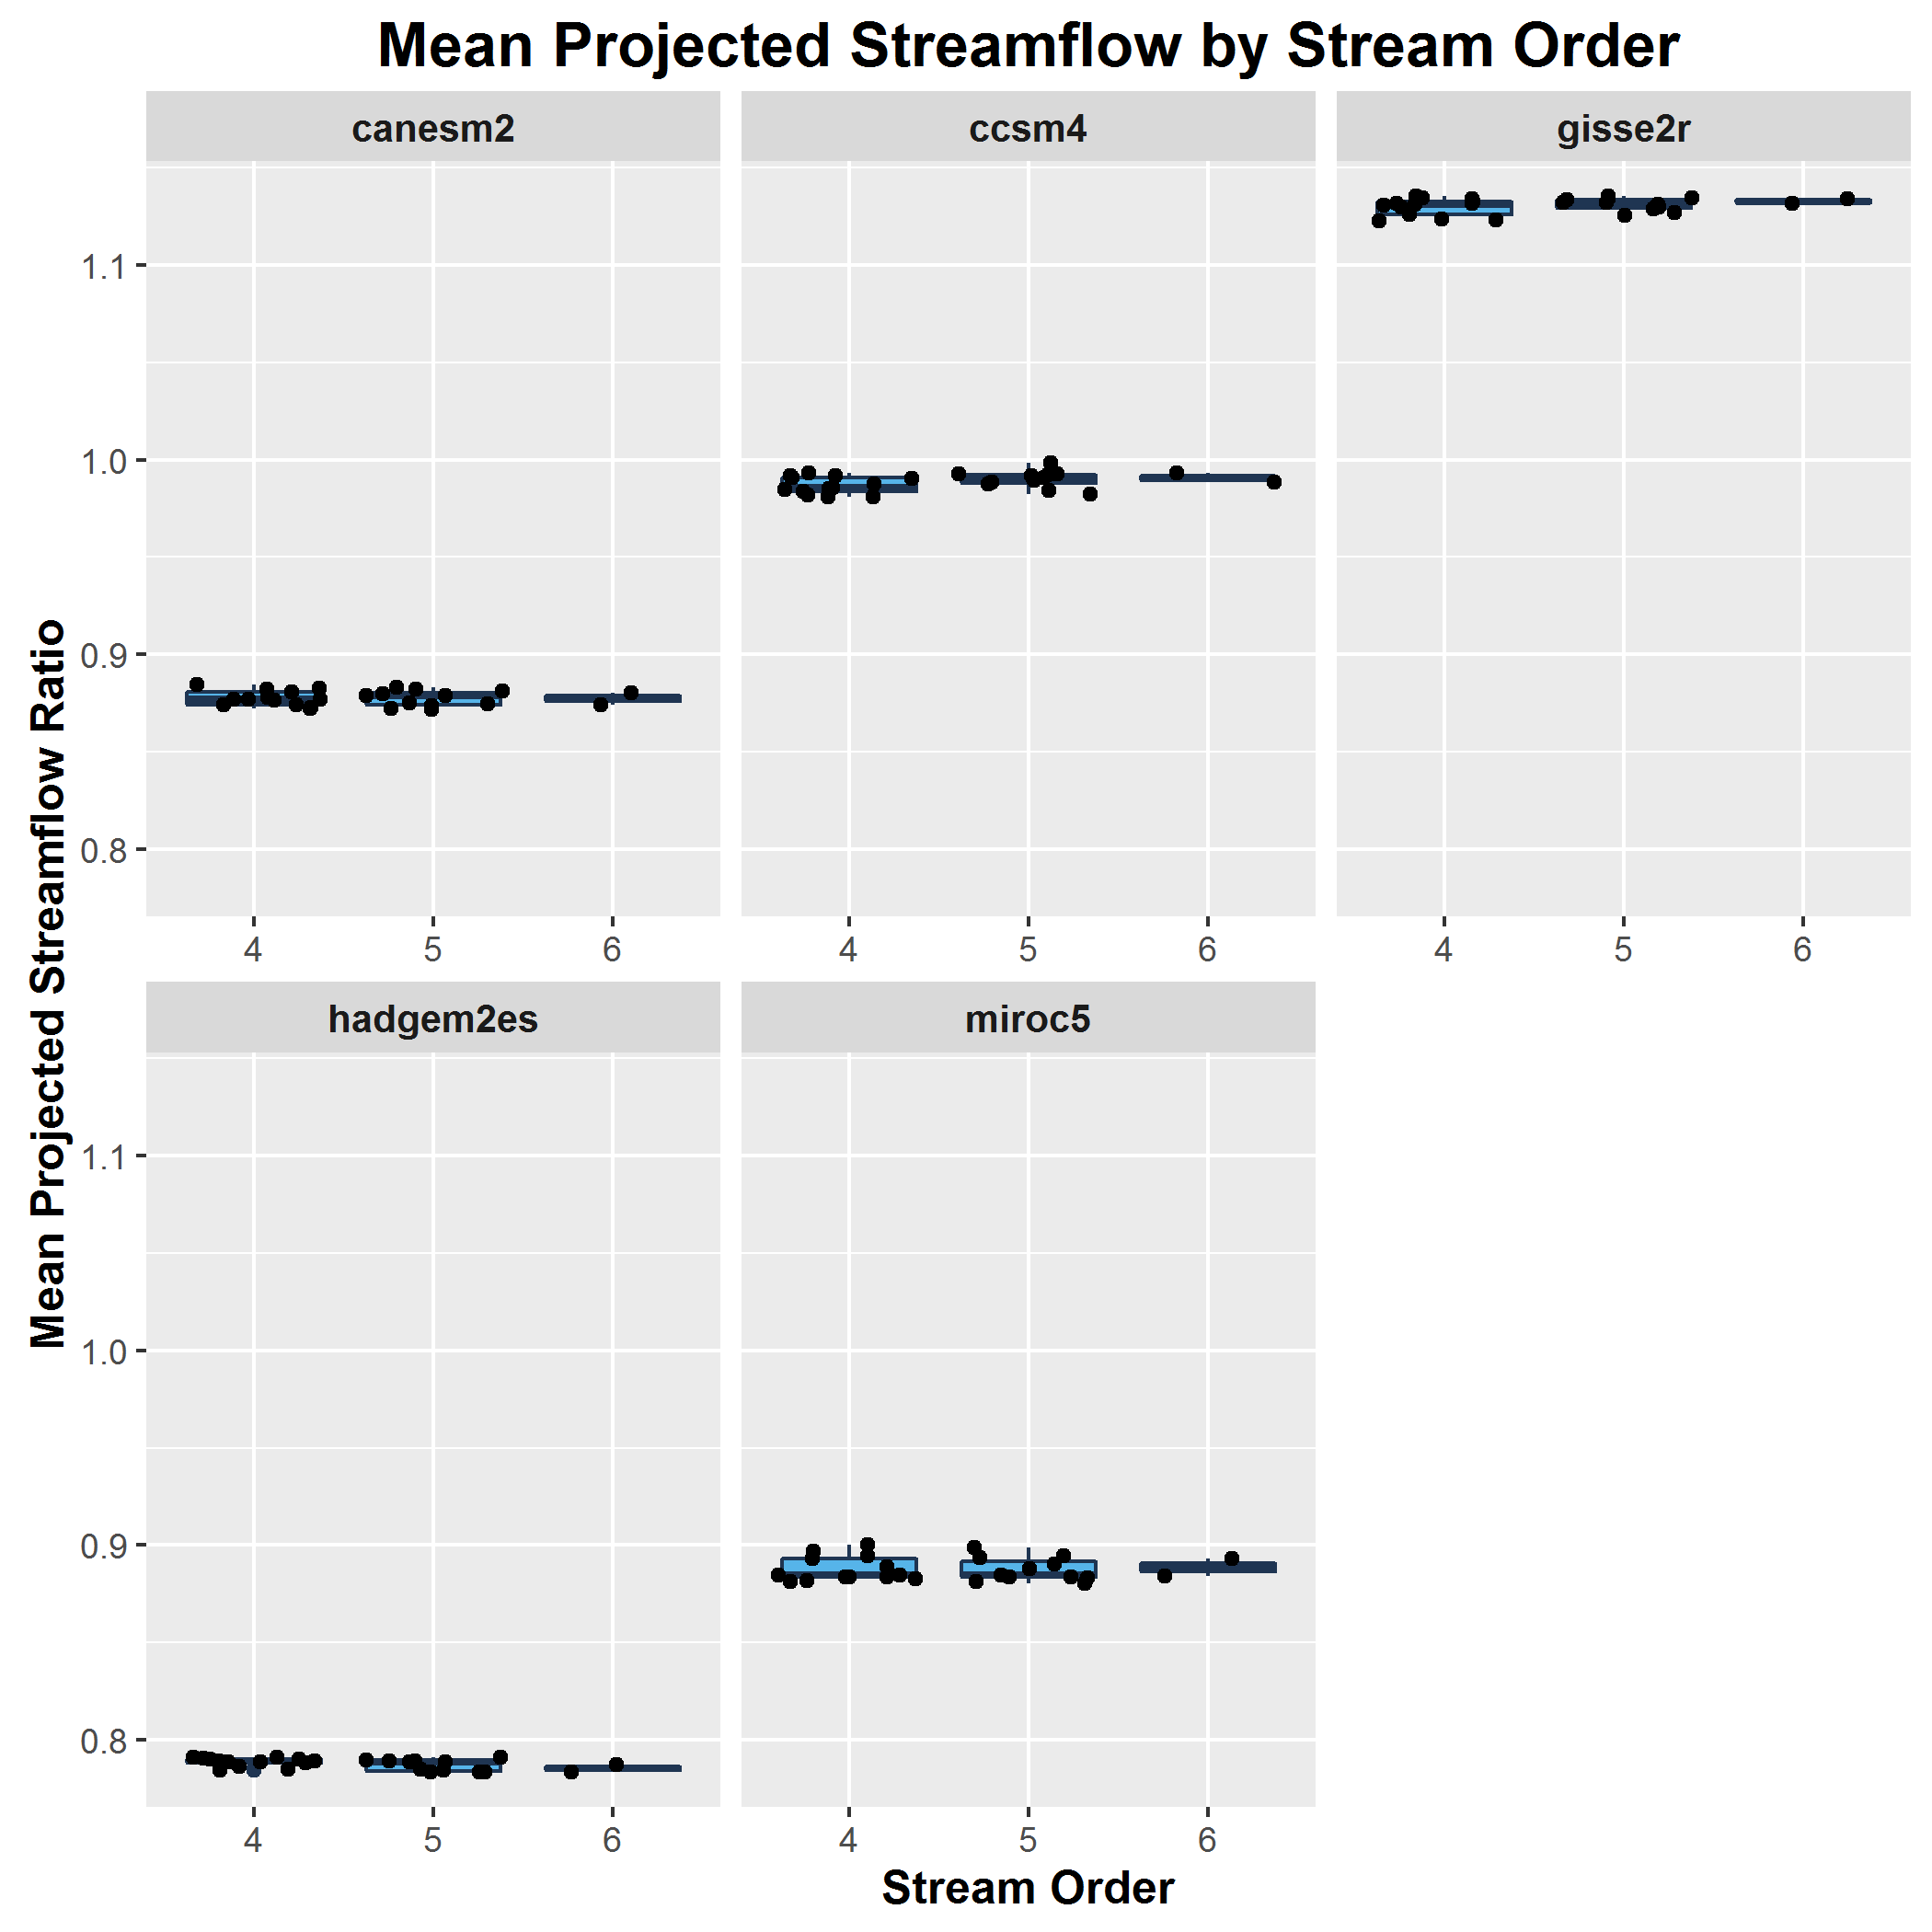 Mean Projected Streamflow by Stream Order
canesm2 ccsm4 gisse2r
1.1
1.0
0.9
0.8
4 5 6 4 5 6 4 5 6
Mean Projected Streamflow Ratio
hadgem2es miroc5
1.1
1.0
0.9
0.8
4 5 6 4 5 6
Stream Order